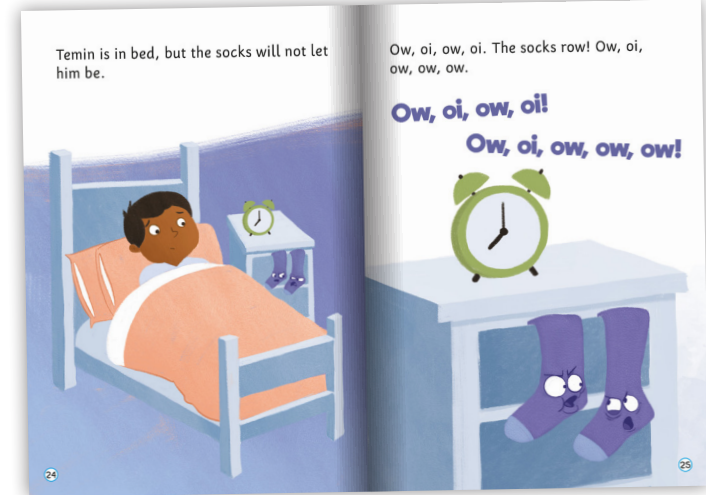 Temin is in bed, but the socks will not let
him be.
24
Ow, oi, ow, oi. The socks row! Ow, oi,
ow, ow, ow.
Ow, oi, ow, oi!
Ow, oi, ow, ow, ow!
25